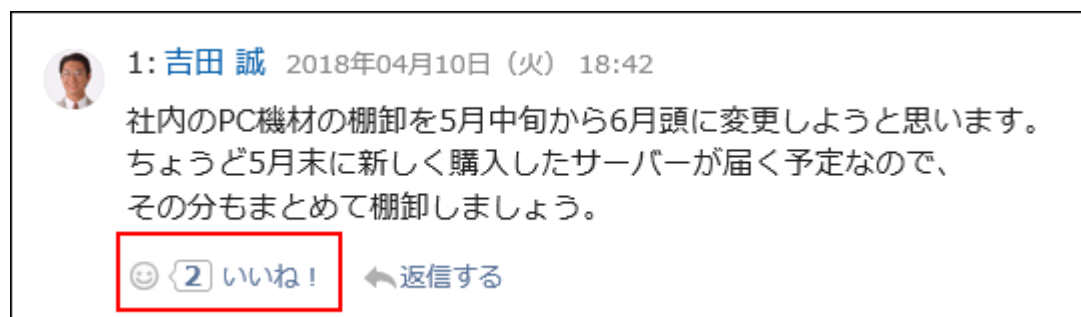 1: 吉田 誠 2018年04月10日（火） 18:42
社内のPC機材の棚卸を5月中旬から6月頭に変更しようと思います。
ちょうど5月末に新しく購入したサーバーが届く予定なので、
その分もまとめて棚卸しましょう。
2 いいね！ 返信する